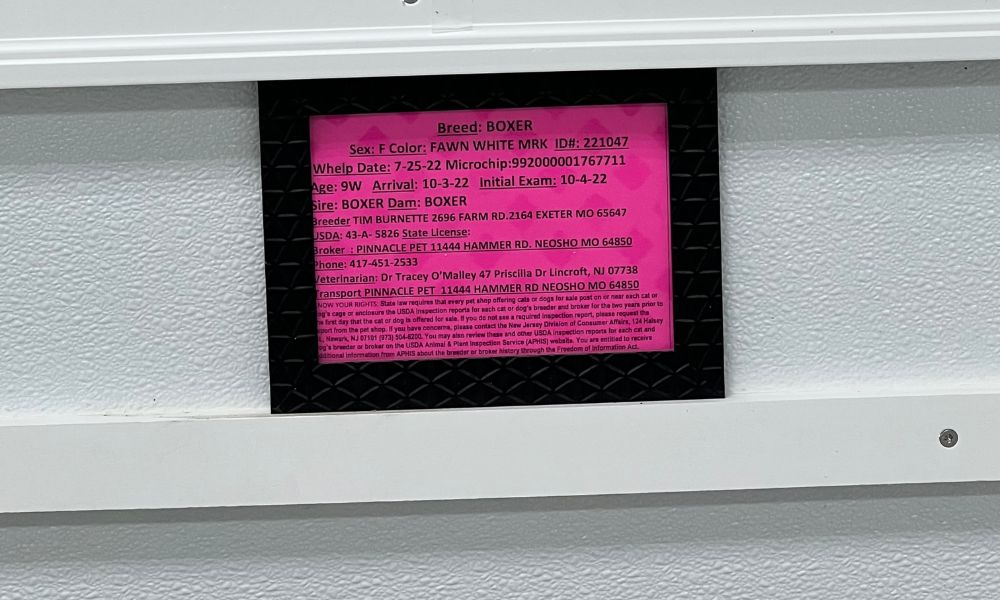 Breed: BOXER
Sex: F Color: FAWN WHITE MRK ID#: 221047
Whelp Date: 7-25-22 Microchip:992000001767711
Age: 9W Arrival: 10-3-22 Initial Exam: 10-4-22
Sire: BOXER Dam: BOXER
Breeder TIM BURNETTE 2696 FARM RD.2164 EXETER MO 65647
USDA: 43-A- 5826 State License:
Broker : PINNACLE PET 11444 HAMMER RD. NEOSHO MO 64850
Phone: 417-451-2533
Veterinarian: Dr Tracey O'Malley 47 Priscilla Dr Lincroft, NJ 07738
Transport PINNACLE PET 11444 HAMMER RD NEOSHO MO 64850
KNOW YOUR RIGHTS: State law requires that every pet shop offering cats or dogs for sale post on or near each cat or
dog's cage or enclosure the USDA inspection reports for each cat or dog's breeder and broker for the two years prior to
the first day that the cat or dog is offered for sale. If you do not see a required inspection report, please request the
report from the pet shop. If you have concerns, please contact the New Jersey Division of Consumer Affairs, 124 Halsey
St., Newark, NJ 07101 (973) 504-6200. You may also review these and other USDA inspection reports for each cat and
dog's breeder or broker on the USDA Animal & Plant Inspection Service (APHIS) website. You are entitled to receive
additional information from APHIS about the breeder or broker history through the Freedom of Information Act.